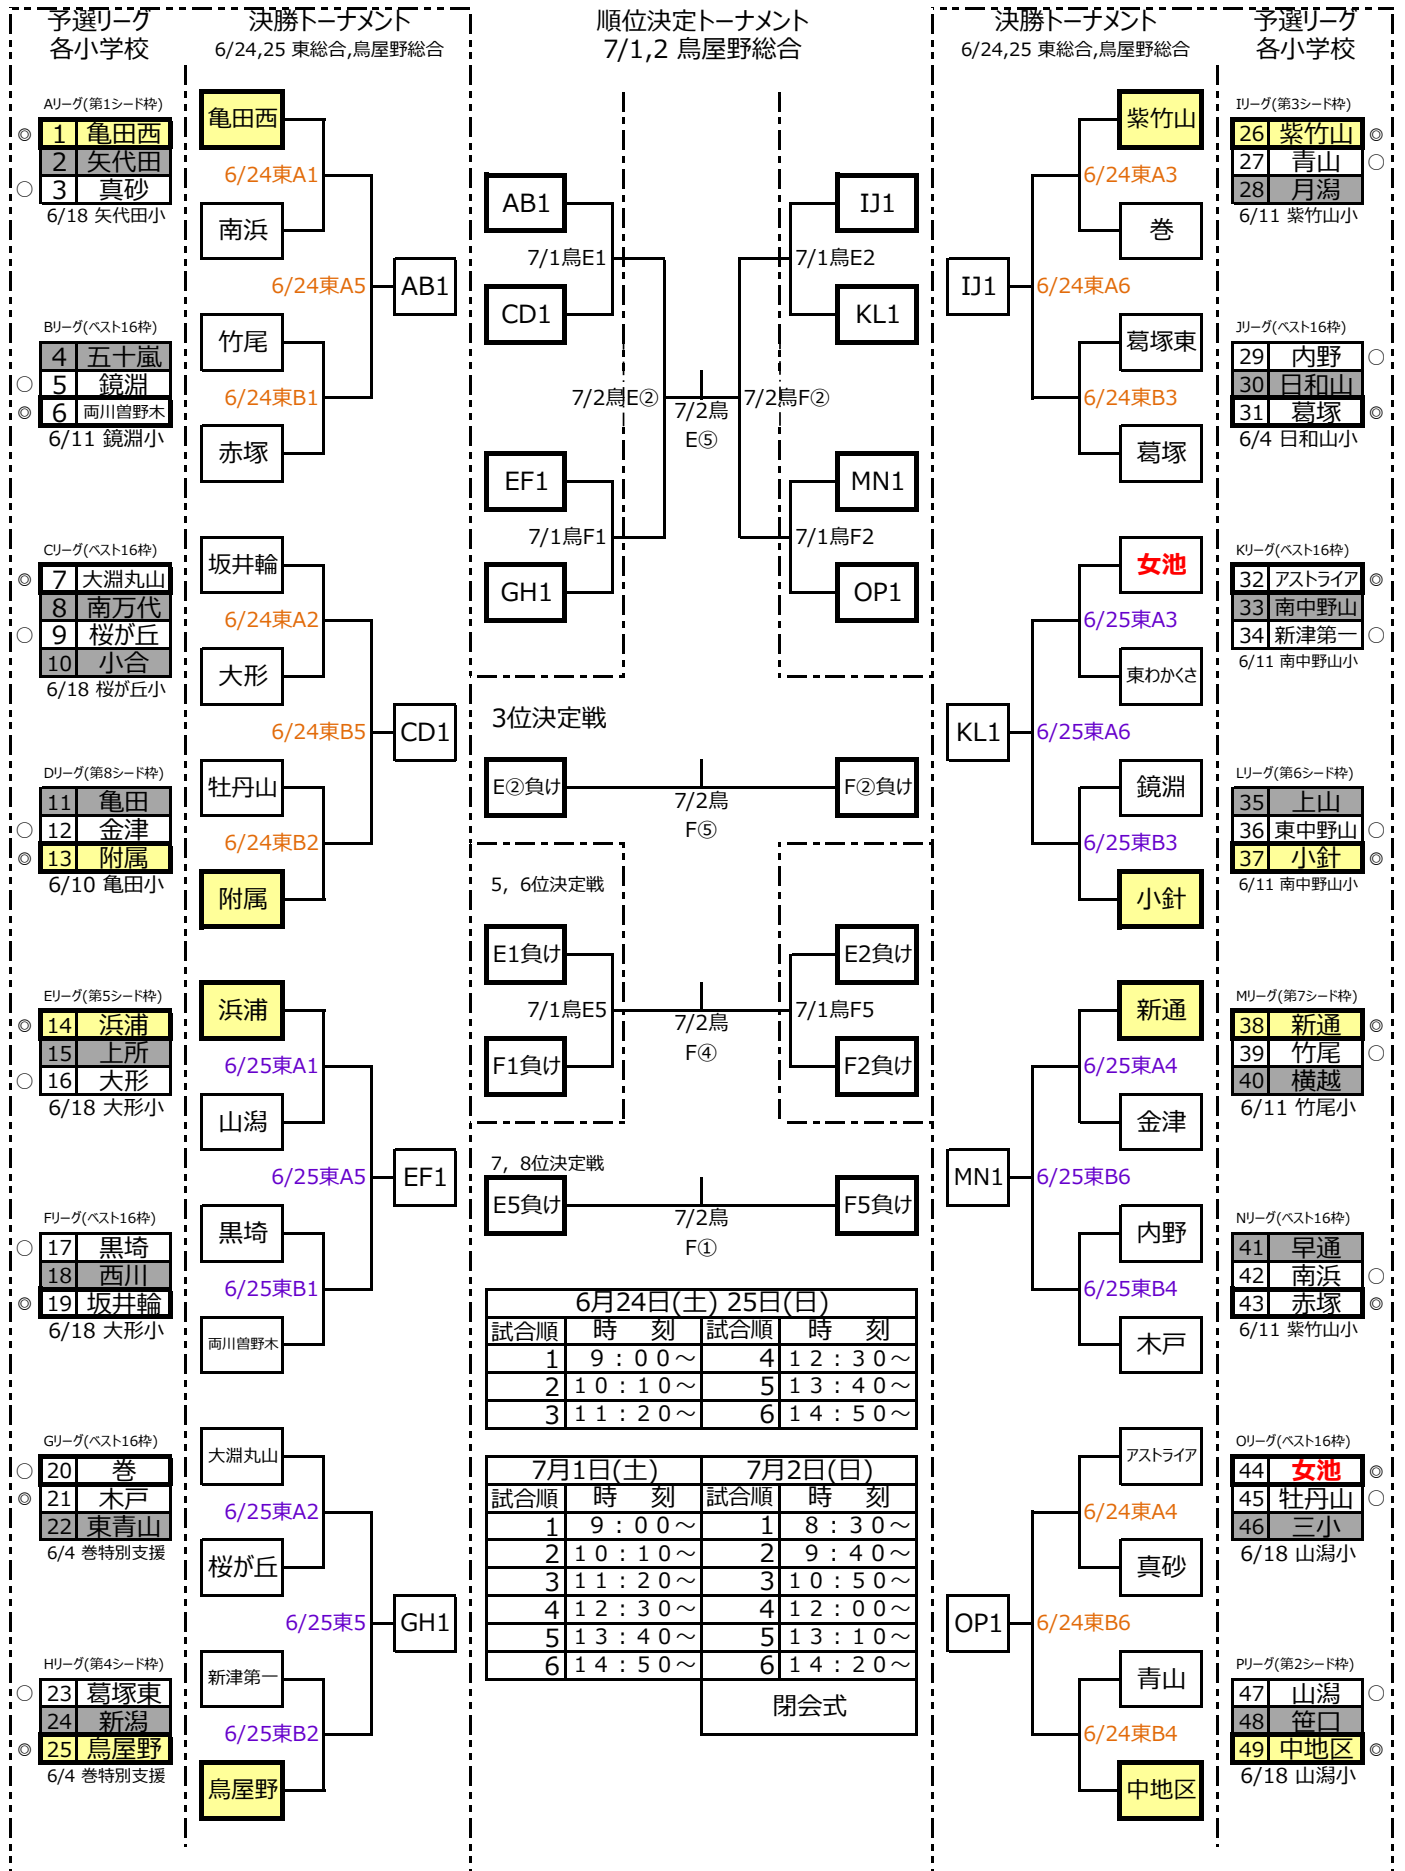 予選リーグ
各小学校
決勝トーナメント
6/24,25 東総合,鳥屋野総合
順位決定トーナメント
7/1,2 鳥屋野総合
決勝トーナメント
6/24,25 東総合,鳥屋野総合
予選リーグ
各小学校
Aリーグ(第1シード枠)
◎ 1 亀田西
2 矢代田
○ 3 真砂
6/18 矢代田小
Bリーグ(ベスト16枠)
4 五十嵐
○ 5 鏡淵
◎ 6 両川曽野木
6/11 鏡淵小
Cリーグ(ベスト16枠)
◎ 7 大淵丸山
8 南万代
○ 9 桜が丘
10 小合
6/18 桜が丘小
Dリーグ(第8シード枠)
11 亀田
○ 12 金津
◎ 13 附属
6/10 亀田小
Eリーグ(第5シード枠)
◎ 14 浜浦
15 上所
○ 16 大形
6/18 大形小
Fリーグ(ベスト16枠)
○ 17 黒埼
18 西川
◎ 19 坂井輪
6/18 大形小
Gリーグ(ベスト16枠)
○ 20 巻
◎ 21 木戸
22 東青山
6/4 巻特別支援
Hリーグ(第4シード枠)
○ 23 葛塚東
24 新潟
◎ 25 鳥屋野
6/4 巻特別支援
亀田西
6/24東A1
南浜
6/24東A5
AB1
竹尾
6/24東B1
赤塚
坂井輪
6/24東A2
大形
6/24東B5
CD1
牡丹山
6/24東B2
附属
浜浦
6/25東A1
山潟
6/25東A5
EF1
黒埼
6/25東B1
両川曽野木
大淵丸山
6/25東A2
桜が丘
6/25東5
GH1
新津第一
6/25東B2
鳥屋野
AB1
7/1鳥E1
CD1
7/2鳥E②
EF1
7/1鳥F1
GH1
7/2鳥
E⑤
IJ1
7/1鳥E2
KL1
7/2鳥F②
MN1
7/1鳥F2
OP1
3位決定戦
E②負け
7/2鳥
F⑤
F②負け
5，6位決定戦
E1負け
7/1鳥E5
F1負け
7/2鳥
F④
E2負け
7/1鳥F5
F2負け
7，8位決定戦
E5負け
7/2鳥
F①
F5負け
6月24日(土) 25日(日)
試合順 時　刻 試合順 時　刻
1 ９：００～ 4 １２：３０～
2 １０：１０～ 5 １３：４０～
3 １１：２０～ 6 １４：５０～
7月1日(土) 7月2日(日)
試合順 時　刻 試合順 時　刻
1 ９：００～ 1 ８：３０～
2 １０：１０～ 2 ９：４０～
3 １１：２０～ 3 １０：５０～
4 １２：３０～ 4 １２：００～
5 １３：４０～ 5 １３：１０～
6 １４：５０～ 6 １４：２０～
閉会式
紫竹山
6/24東A3
巻
IJ1
6/24東A6
葛塚東
6/24東B3
葛塚
女池
6/25東A3
東わかくさ
KL1
6/25東A6
鏡淵
6/25東B3
小針
新通
6/25東A4
金津
MN1
6/25東B6
内野
6/25東B4
木戸
アストライア
6/24東A4
真砂
OP1
6/24東B6
青山
6/24東B4
中地区
Iリーグ(第3シード枠)
26 紫竹山 ◎
27 青山 ○
28 月潟
6/11 紫竹山小
Jリーグ(ベスト16枠)
29 内野 ○
30 日和山
31 葛塚 ◎
6/4 日和山小
Kリーグ(ベスト16枠)
32 アストライア ◎
33 南中野山
34 新津第一 ○
6/11 南中野山小
Lリーグ(第6シード枠)
35 上山
36 東中野山 ○
37 小針 ◎
6/11 南中野山小
Mリーグ(第7シード枠)
38 新通 ◎
39 竹尾 ○
40 横越
6/11 竹尾小
Nリーグ(ベスト16枠)
41 早通
42 南浜 ○
43 赤塚 ◎
6/11 紫竹山小
Oリーグ(ベスト16枠)
44 女池 ◎
45 牡丹山 ○
46 三小
6/18 山潟小
Pリーグ(第2シード枠)
47 山潟 ○
48 笹口
49 中地区 ◎
6/18 山潟小